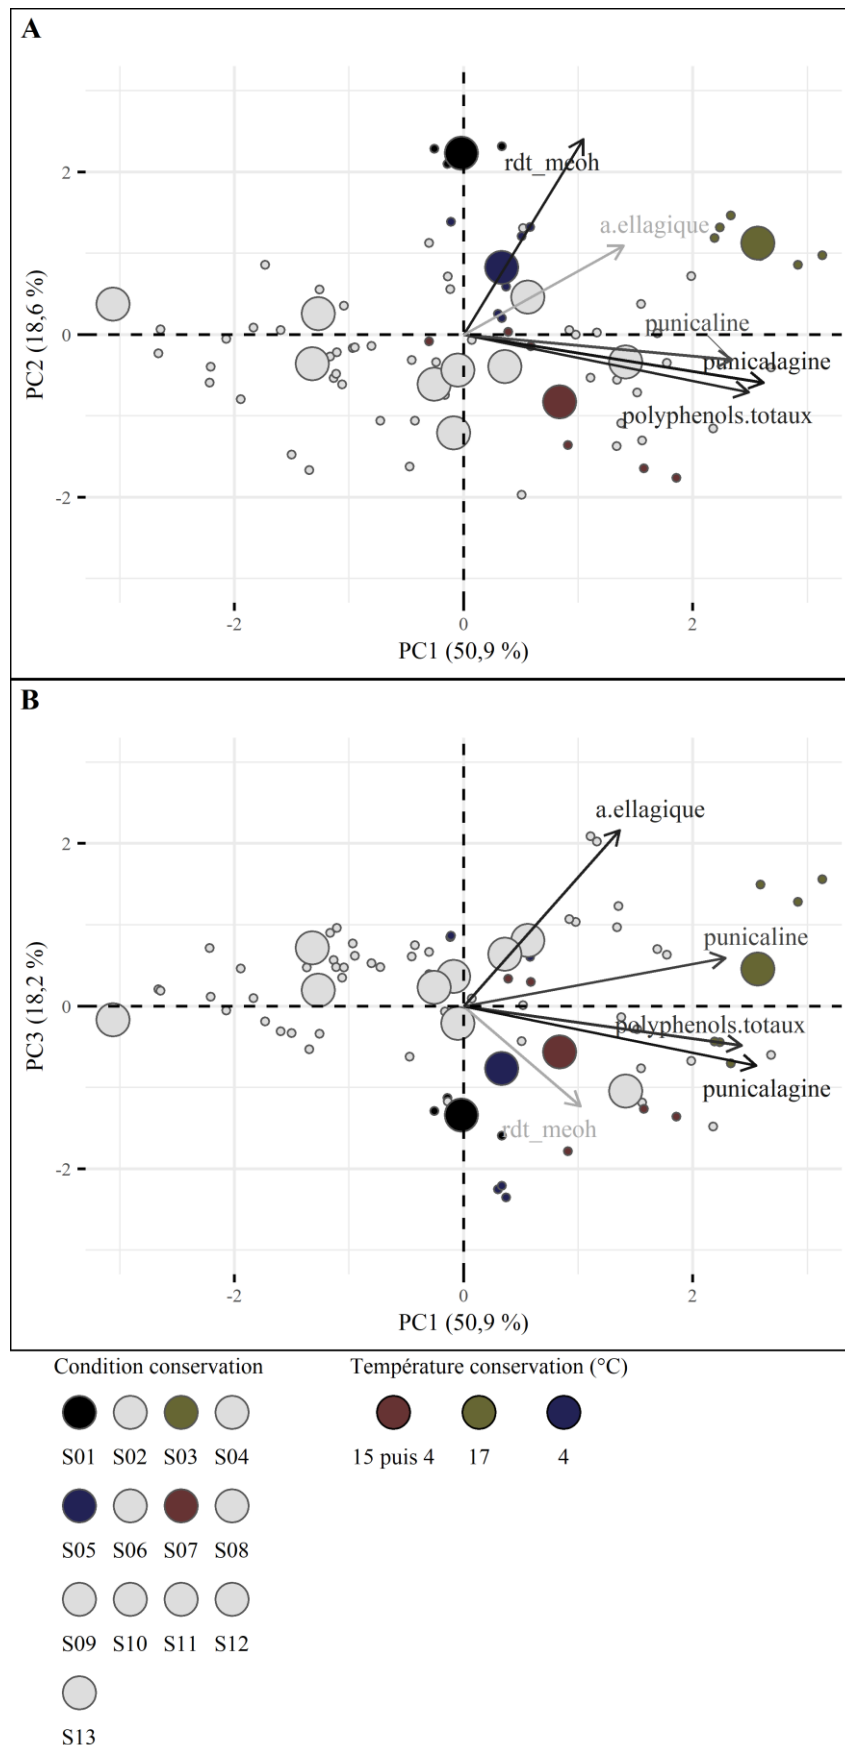 A
2
rdt_meoh
a.ellagique
punicaline
0
punicalagine
polyphenols.totaux
-2
PC2 (18,6 %)
-2 0 2
PC1 (50,9 %)
B
a.ellagique
2
punicaline
0
polyphenols.totaux
punicalagine
rdt_meoh
-2
PC3 (18,2 %)
-2 0 2
PC1 (50,9 %)
Condition conservation Température conservation (°C)
S01 S02 S03 S04 15 puis 4 17 4
S05 S06 S07 S08
S09 S10 S11 S12
S13